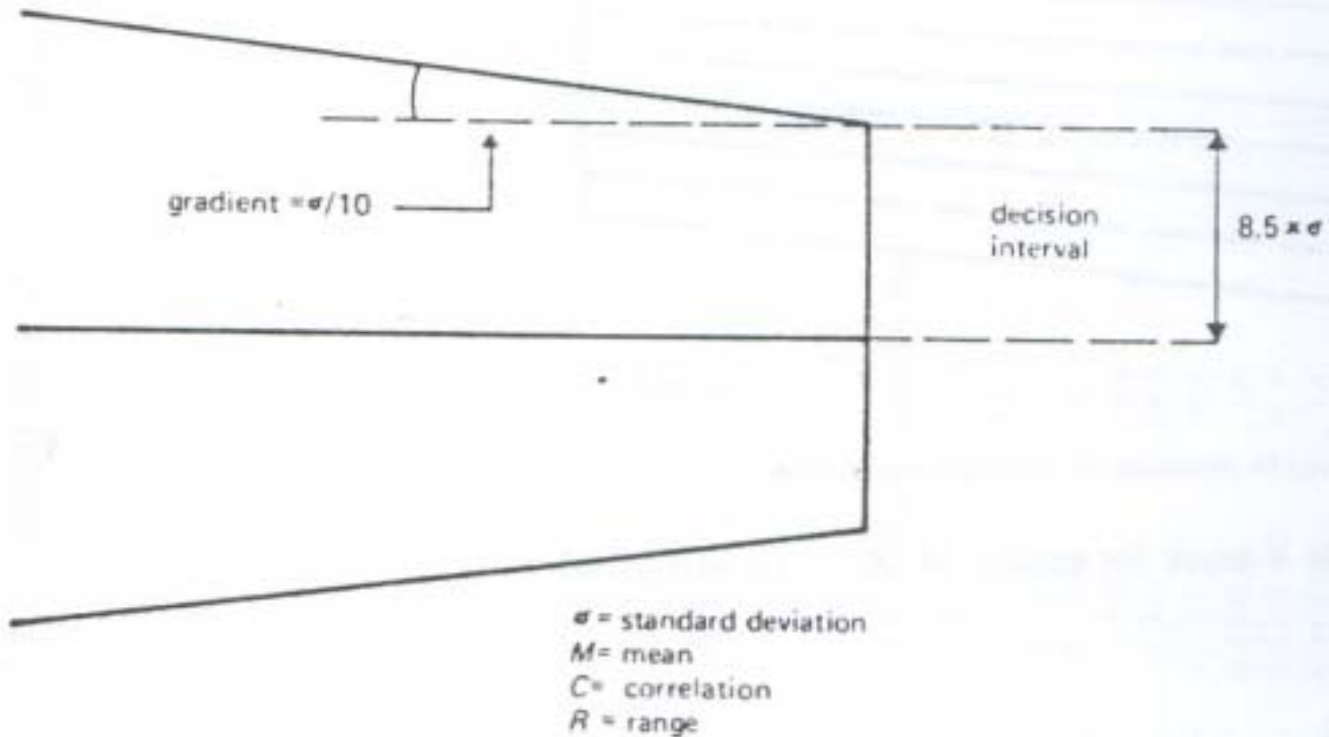 gradient = σ/10
decision
interval
8.5 × σ
σ = standard deviation
M = mean
C = correlation
R = range